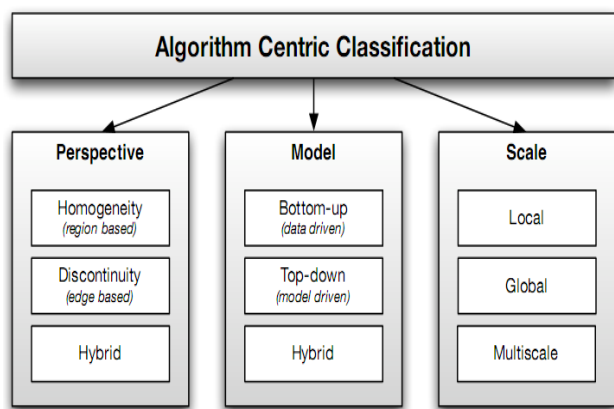 Algorithm Centric Classification
Perspective
Homogeneity
(region based)
Discontinuity
(edge based)
Hybrid
Model
Bottom-up
(data driven)
Top-down
(model driven)
Hybrid
Scale
Local
Global
Multiscale